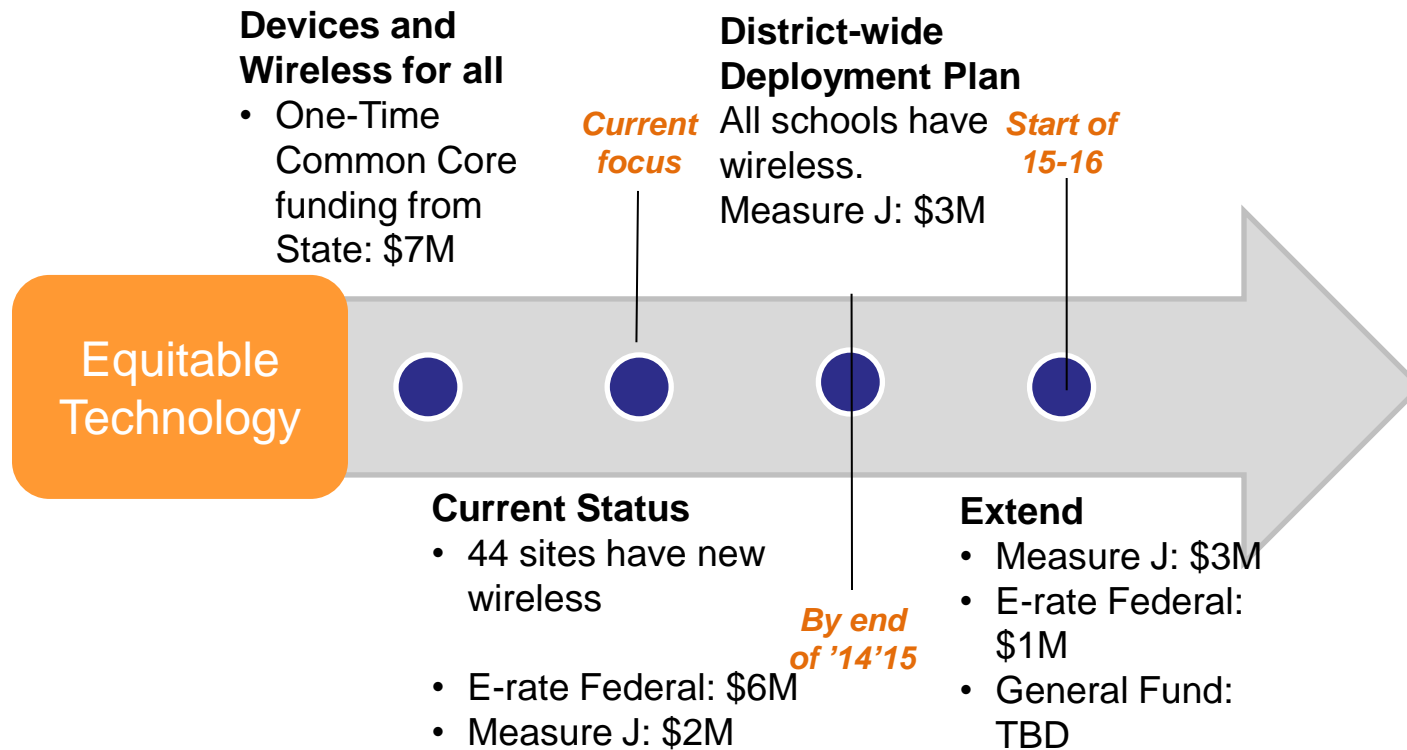 Devices and
Wireless for all
• One-Time
Common Core
funding from
State: $7M
Current
focus
District-wide
Deployment Plan
All schools have
wireless.
Measure J: $3M
Start of
15-16
Equitable
Technology
Current Status
• 44 sites have new
wireless
• E-rate Federal: $6M
• Measure J: $2M
By end
of ’14’15
Extend
• Measure J: $3M
• E-rate Federal:
$1M
• General Fund:
TBD